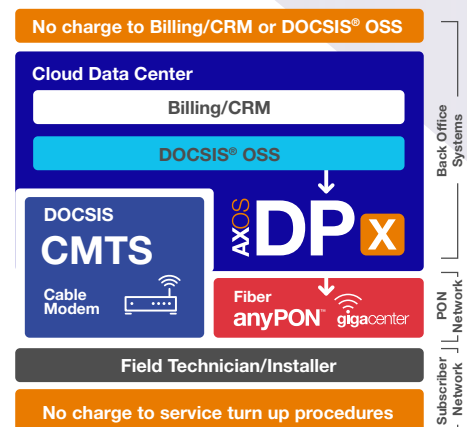 No charge to Billing/CRM or DOCSIS® OSS
Cloud Data Center
Billing/CRM
DOCSIS® OSS
DOCSIS
CMTS
Cable
Modem
AXOS
DPx
Fiber
anyPON™ gigacenter
Field Technician/Installer
No charge to service turn up procedures
Back Office
Systems
PON
Network
Subscriber
Network